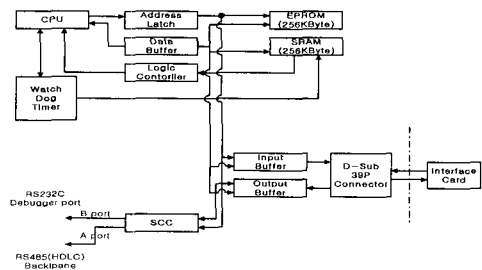 CPU
Address
Latch
EPROM
(256KByte)
Data
Buffer
SRAM
(256KByte)
Logic
Contorller
Watch
Dog
Timer
Input
Buffer
D-Sub
39P
Connector
Interface
Card
Output
Buffer
RS232C
Debugger port
B port
SCC
A port
RS485(HDLC)
Backplane